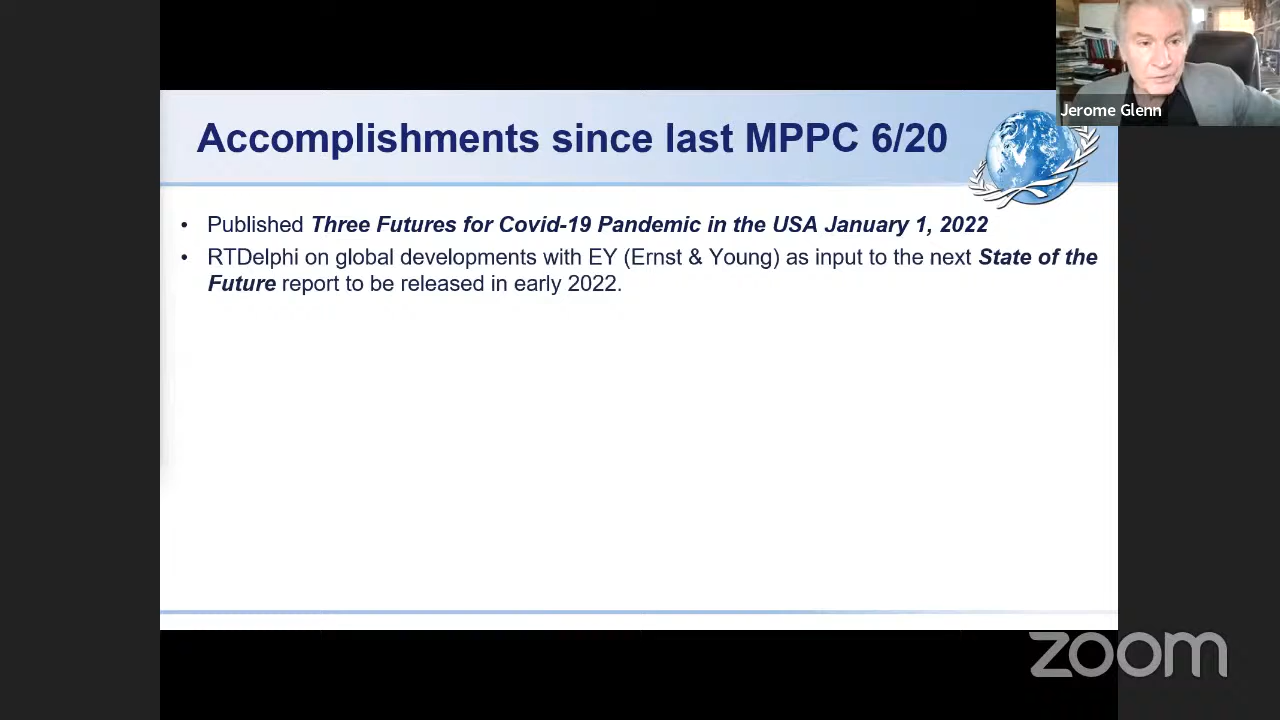 Jerome Glenn
Accomplishments since last MPPC 6/20
• Published Three Futures for Covid-19 Pandemic in the USA January 1, 2022
• RTDelphi on global developments with EY (Ernst & Young) as input to the next State of the
Future report to be released in early 2022.
zoom